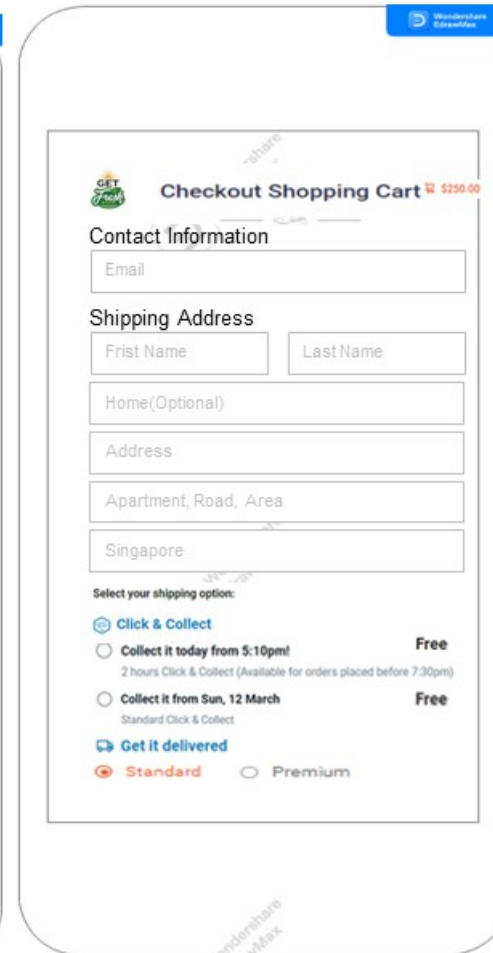 Wondershare
EdrawMax
GET
Fresh
Checkout Shopping Cart $250.00
Contact Information
Email
Shipping Address
Frist Name Last Name
Home(Optional)
Address
Apartment, Road, Area
Singapore
Select your shipping option:
Click & Collect
Collect it today from 5:10pm! Free
2 hours Click & Collect (Available for orders placed before 7:30pm)
Collect it from Sun, 12 March Free
Standard Click & Collect
Get it delivered
Standard Premium